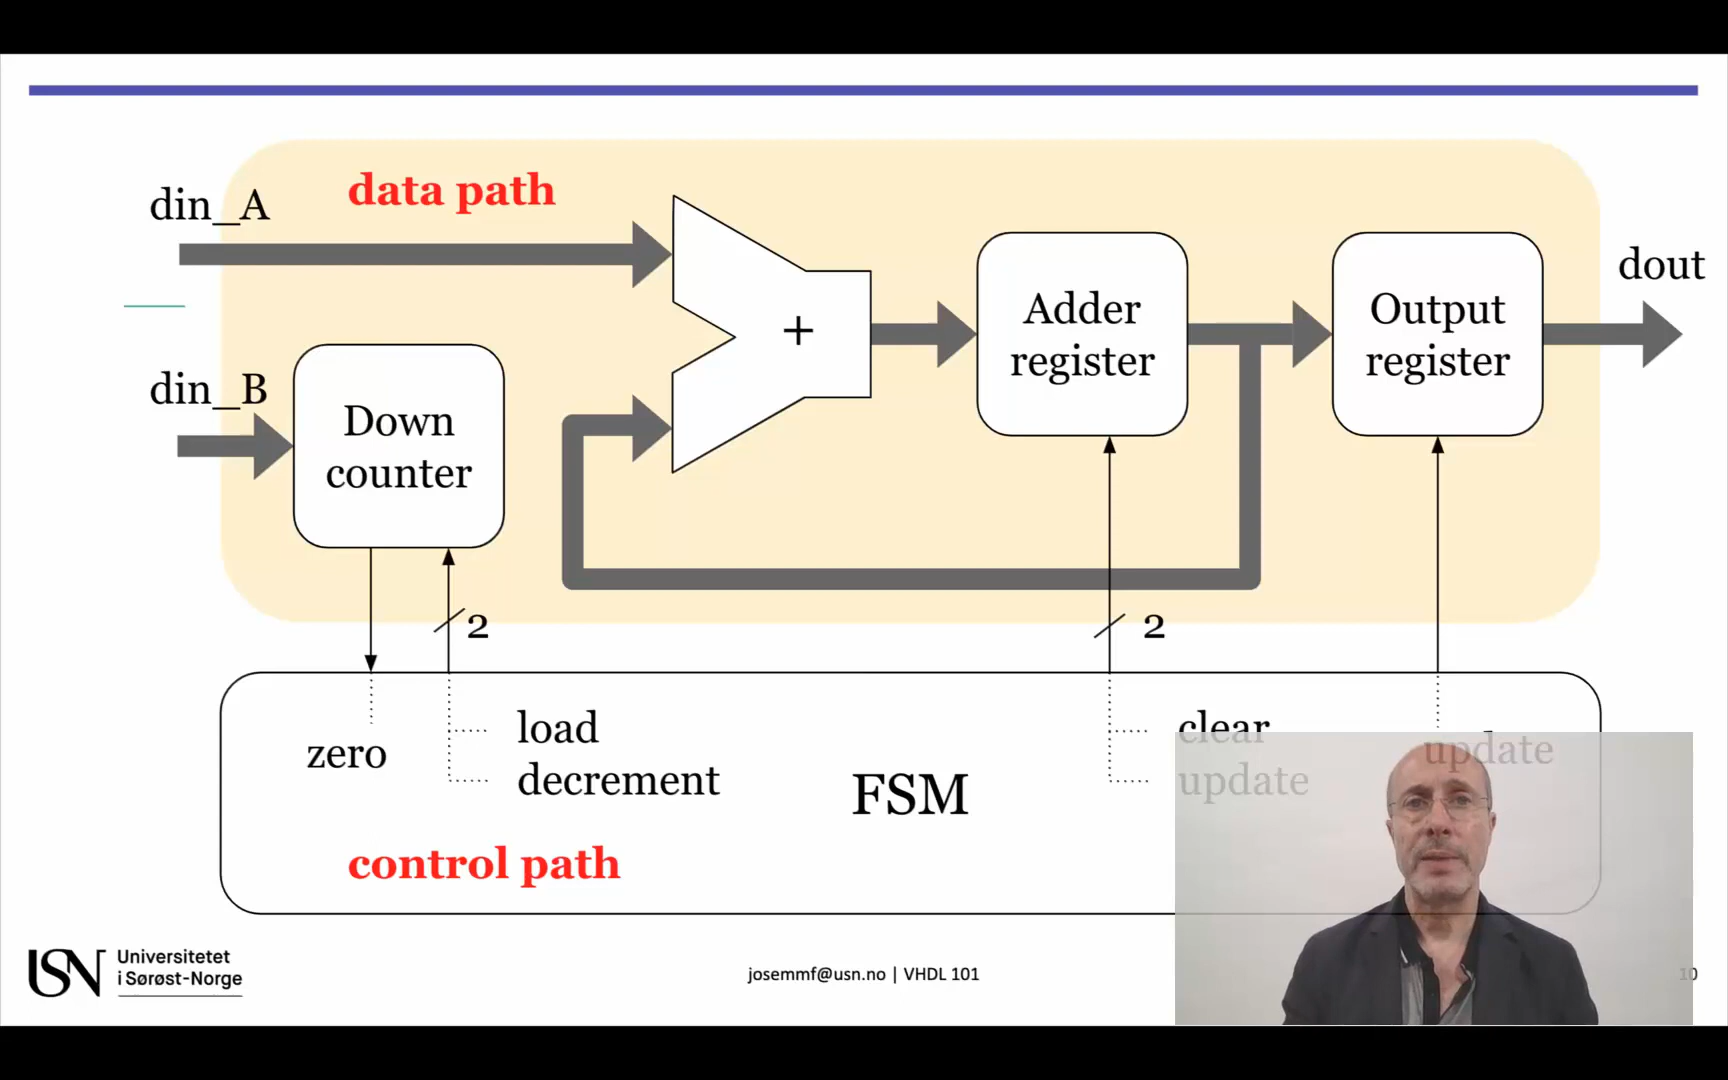 data path
din_A
din_B
Down
counter
+
Adder
register
Output
register
dout
2
2
zero
load
decrement
clear
update
update
FSM
control path
USN
Universitetet
i Sørøst-Norge
josemmf@usn.no | VHDL 101
10